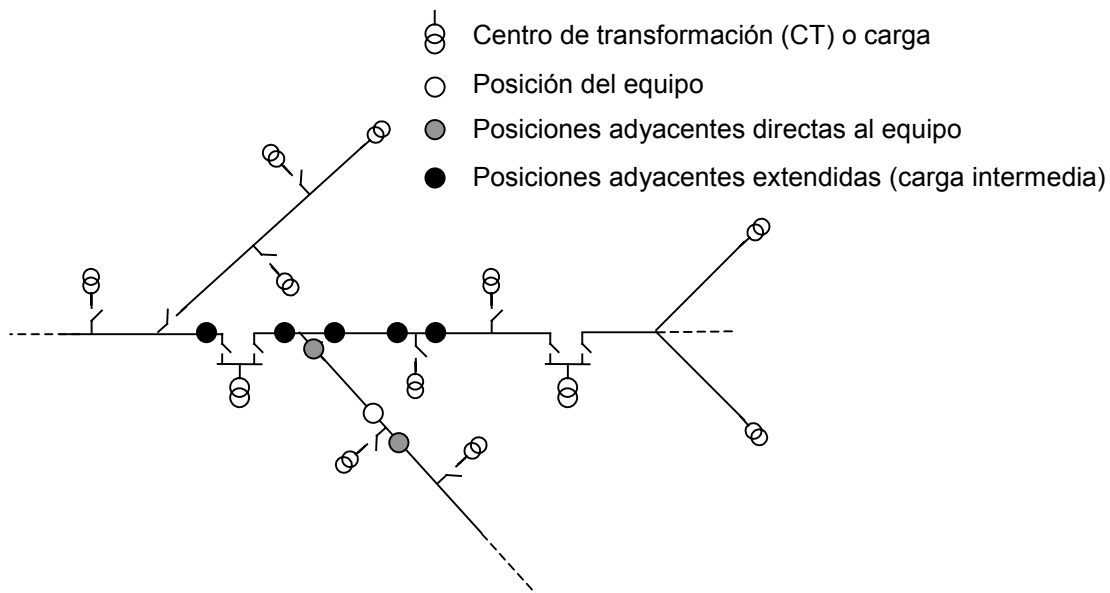 Centro de transformación (CT) o carga
Posición del equipo
Posiciones adyacentes directas al equipo
Posiciones adyacentes extendidas (carga intermedia)